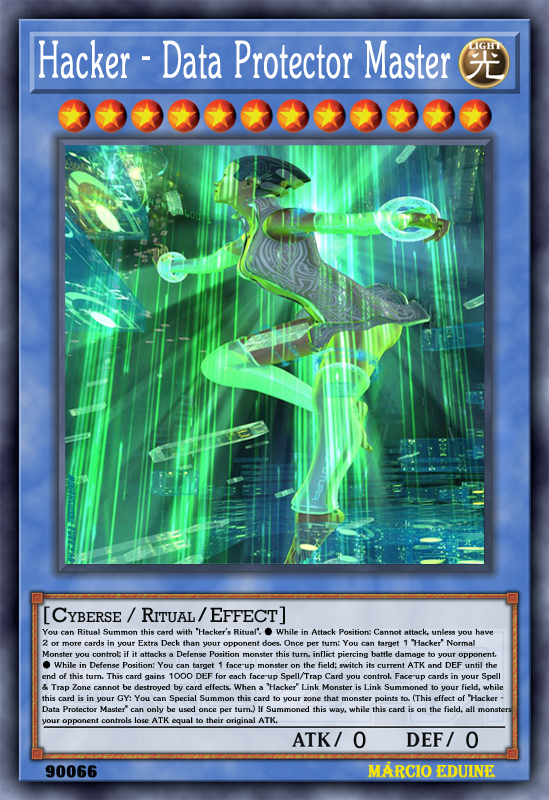 Hacker - Data Protector Master
LIGHT
光
[CYBERSE / RITUAL/EFFECT]
You can Ritual Summon this card with "Hacker's Ritual". ● While in Attack Position: Cannot attack, unless you have
2 or more cards in your Extra Deck than your opponent does. Once per turn: You can target 1 "Hacker" Normal
Monster you control; if it attacks a Defense Position monster this turn, inflict piercing battle damage to your opponent.
● While in Defense Position: You can target 1 face-up monster on the field; switch its current ATK and DEF until the
end of this turn. This card gains 1000 DEF for each face-up Spell/Trap Card you control. Face-up cards in your Spell
& Trap Zone cannot be destroyed by card effects. When a "Hacker" Link Monster is Link Summoned to your field, while
this card is in your GY: You can Special Summon this card to your zone that monster points to. (This effect of "Hacker -
Data Protector Master" can only be used once per turn.) If Summoned this way, while this card is on the field, all monsters
your opponent controls lose ATK equal to their original ATK.
ATK/ 0 DEF/ 0
90066
MÁRCIO EDUINE